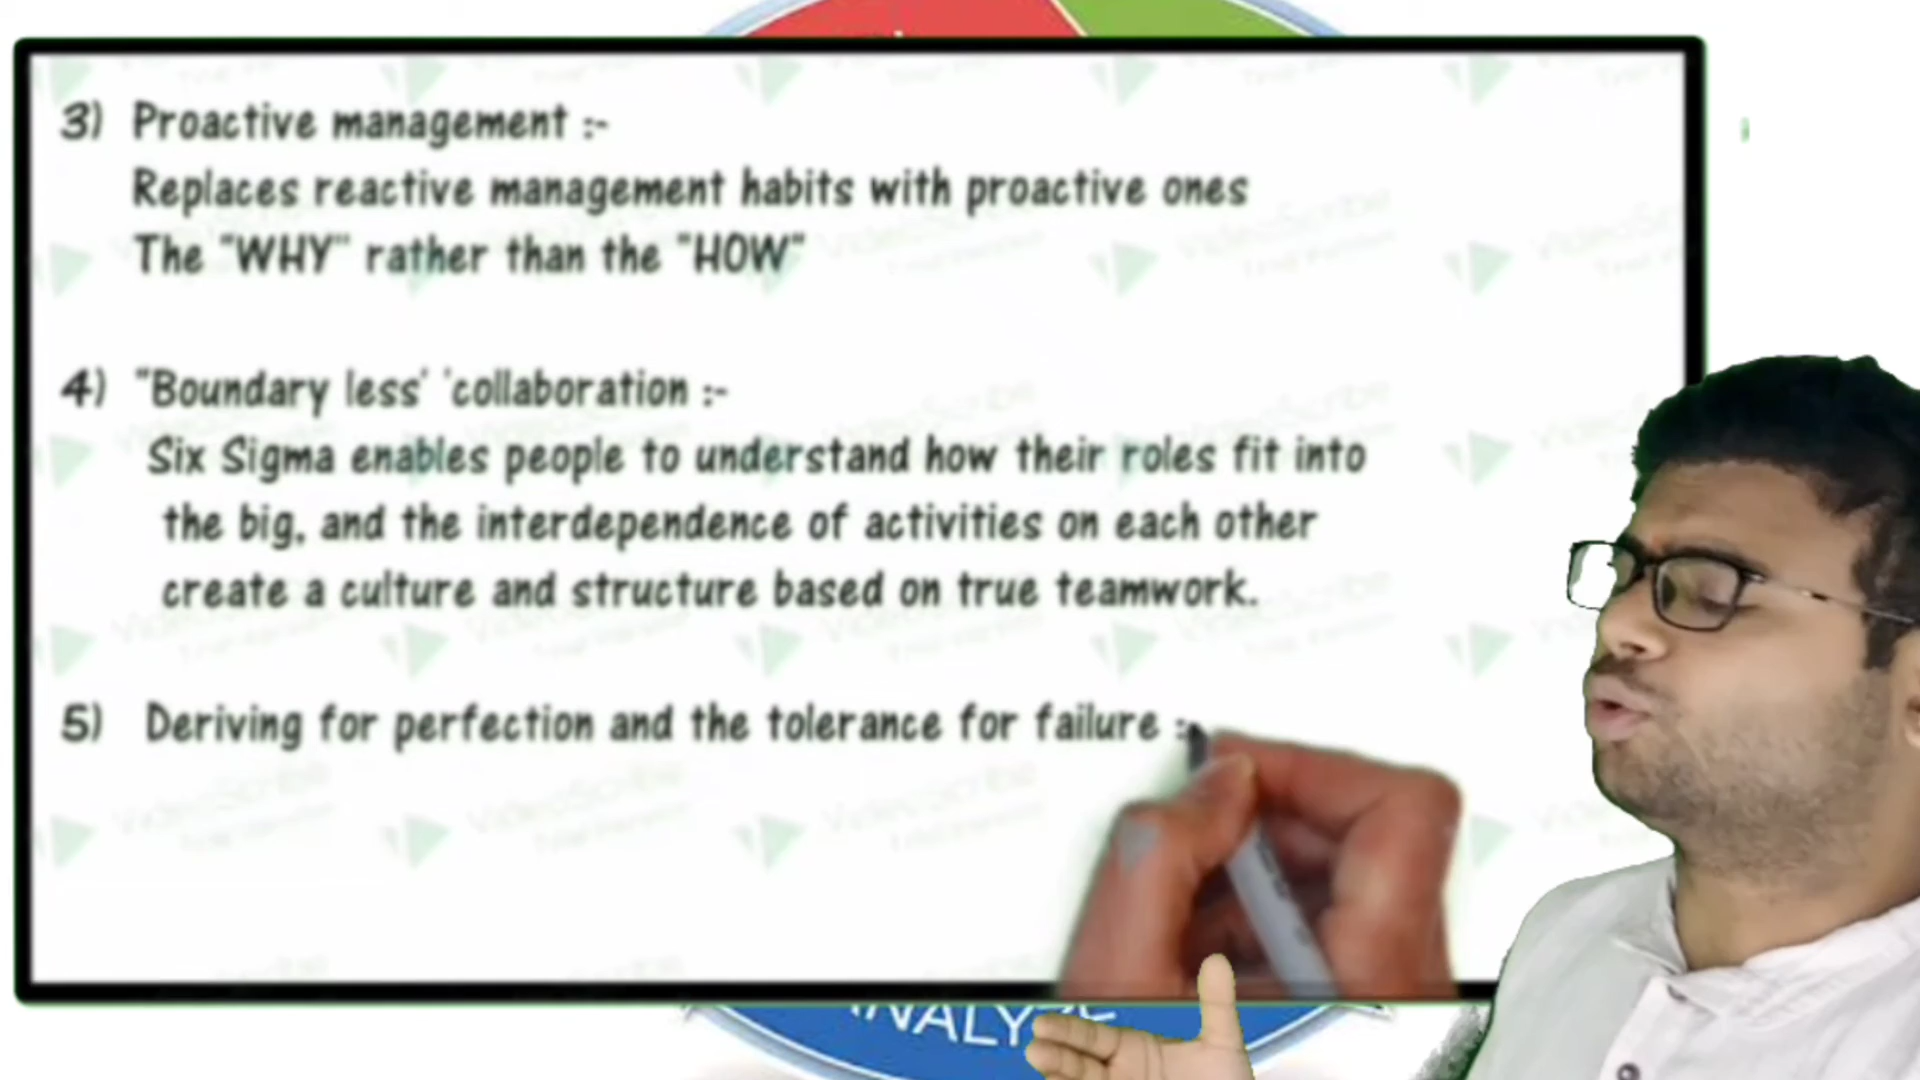 3) Proactive management :-
Replaces reactive management habits with proactive ones
The "WHY" rather than the "HOW"
4) "Boundary less' 'collaboration :-
Six Sigma enables people to understand how their roles fit into
the big, and the interdependence of activities on each other
create a culture and structure based on true teamwork.
5) Deriving for perfection and the tolerance for failure :-
ANALYZE